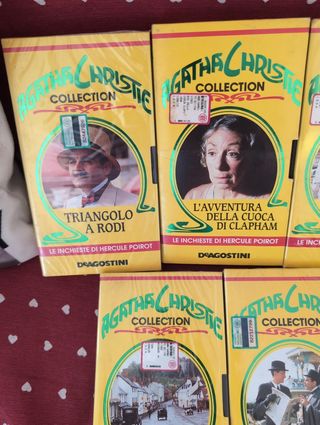 AGATHA CHRISTIE
COLLECTION
TRIANGOLO
A RODI
LE INCHIESTE DI HERCULE POIROT
DeAGOSTINI
AGATHA CHRISTIE
COLLECTION
L'AVVENTURA
DELLA CUOCA
DI CLAPHAM
LE INCHIESTE DI HERCULE POIROT
DeAGOSTINI
AGATHA CHRISTIE
COLLECTION
AGATHA CHRISTIE
COLLECTION